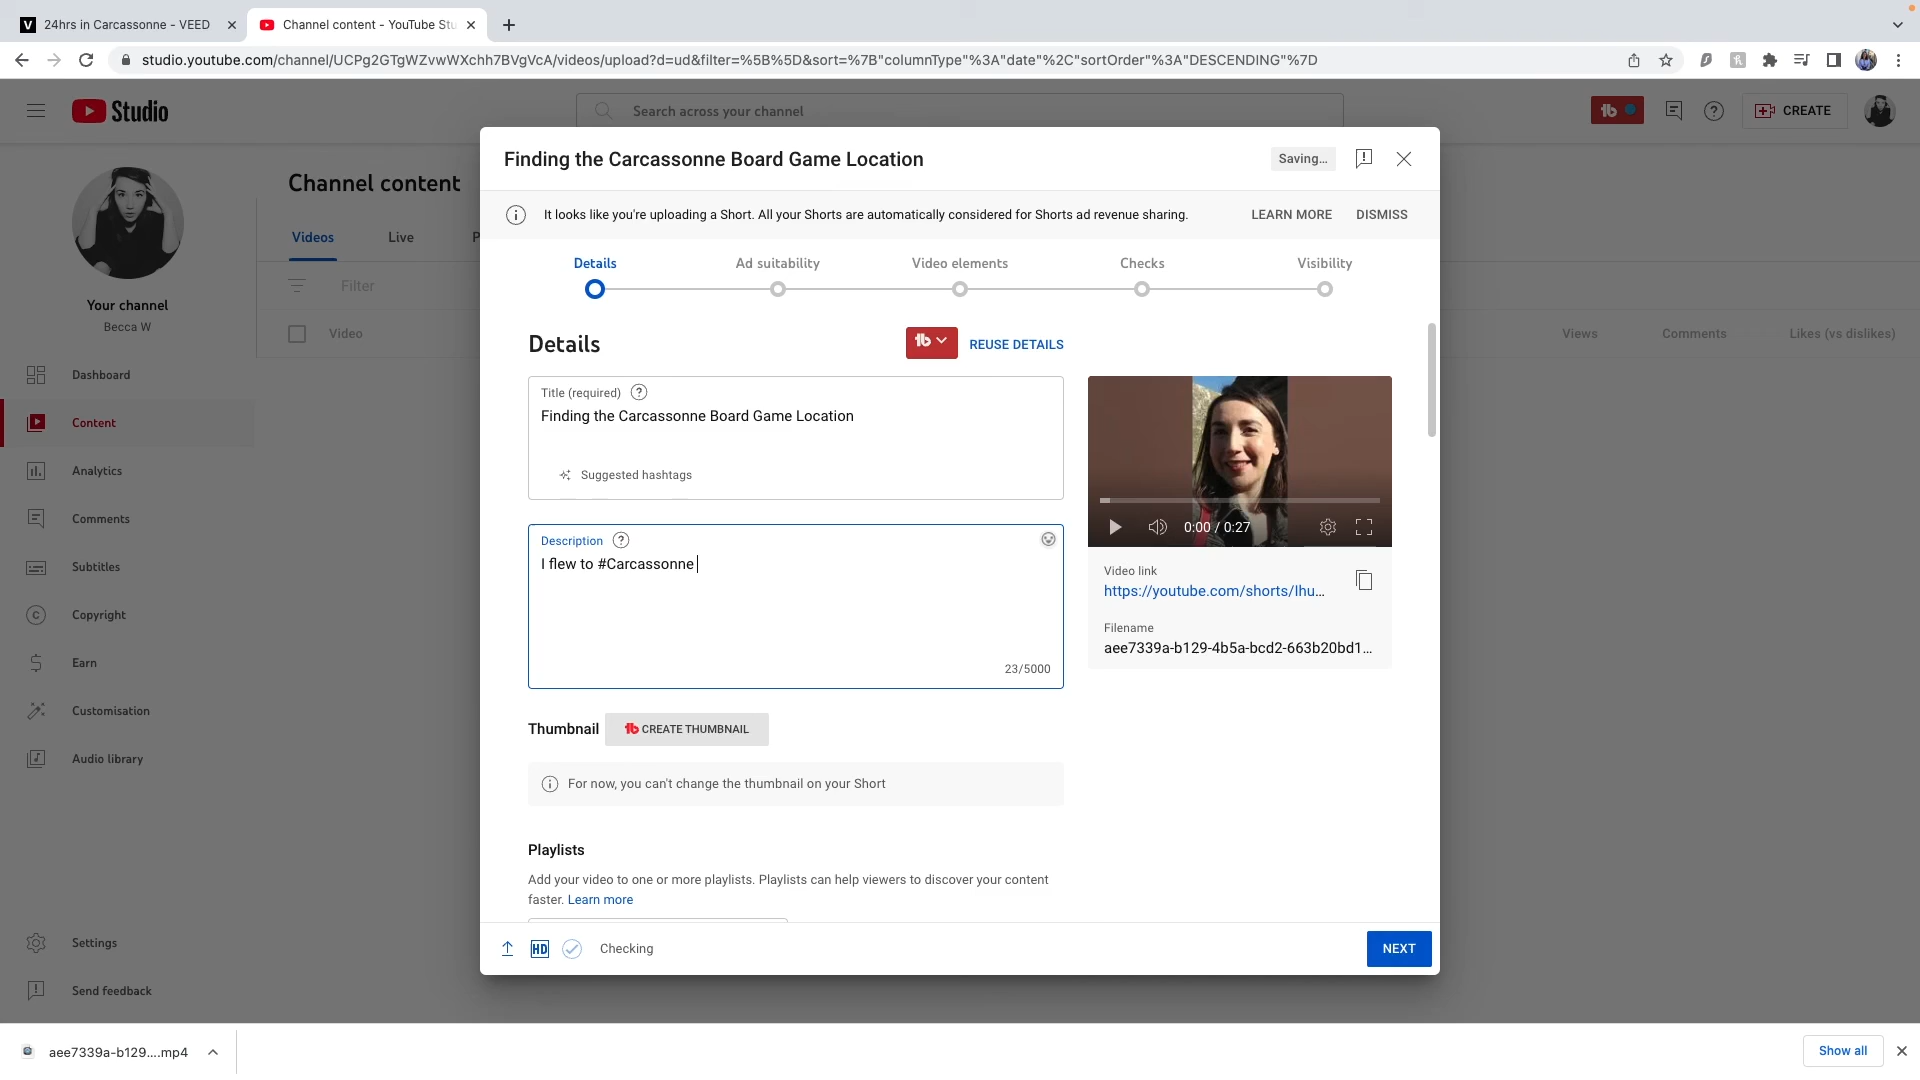 24hrs in Carcassonne - VEED
Channel content - YouTube Stu
studio.youtube.com/channel/UCPg2GTgWZvwWXchh7BVgVcA/videos/upload?d=ud&filter=%5B%5D&sort=%7B"columnType"%3A"date"%2C"sortOrder"%3A"DESCENDING"%7D
Studio
Search across your channel
CREATE
Finding the Carcassonne Board Game Location
Saving...
It looks like you're uploading a Short. All your Shorts are automatically considered for Shorts ad revenue sharing.
LEARN MORE
DISMISS
Channel content
Videos
Live
P
Filter
Video
Views
Comments
Likes (vs dislikes)
Your channel
Becca W
Dashboard
Content
Analytics
Comments
Subtitles
Copyright
Earn
Customisation
Audio library
Settings
Send feedback
Details
Ad suitability
Video elements
Checks
Visibility
Details
REUSE DETAILS
Title (required)
Finding the Carcassonne Board Game Location
Suggested hashtags
Description
I flew to #Carcassonne
23/5000
0:00 / 0:27
Video link
https://youtube.com/shorts/lhu...
Filename
aee7339a-b129-4b5a-bcd2-663b20bd1...
Thumbnail
CREATE THUMBNAIL
For now, you can't change the thumbnail on your Short
Playlists
Add your video to one or more playlists. Playlists can help viewers to discover your content
faster. Learn more
HD
Checking
NEXT
aee7339a-b129....mp4
Show all